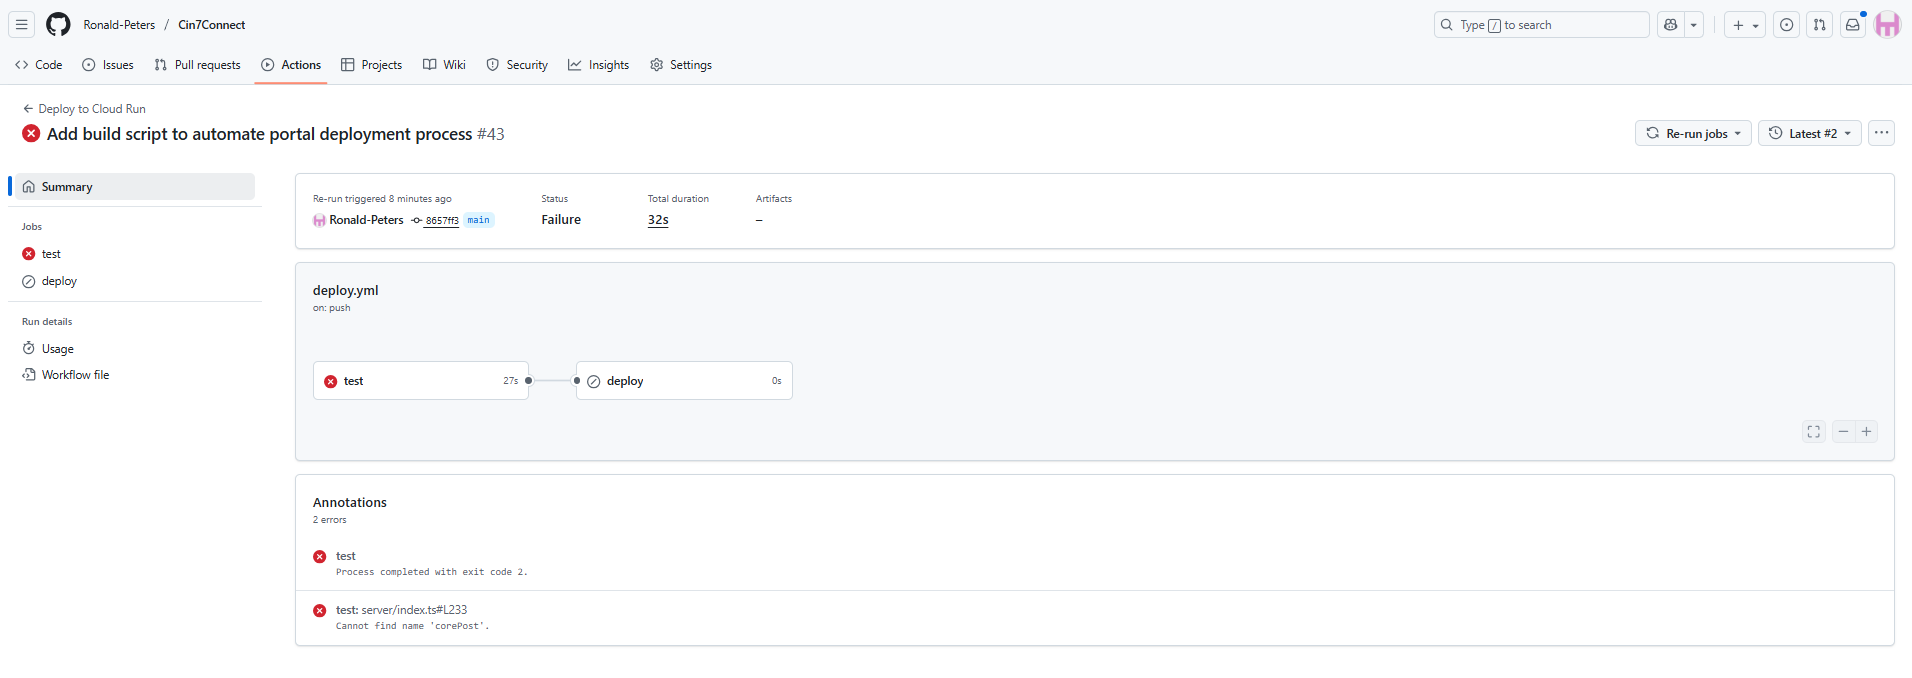 Ronald-Peters / Cin7Connect
Type / to search
Code
Issues
Pull requests
Actions
Projects
Wiki
Security
Insights
Settings
Deploy to Cloud Run
Add build script to automate portal deployment process #43
Re-run jobs
Latest #2
Summary
Jobs
test
deploy
Run details
Usage
Workflow file
Re-run triggered 8 minutes ago
Ronald-Peters 8657ff3 main
Status
Failure
Total duration
32s
Artifacts
–
deploy.yml
on: push
test 27s
deploy 0s
Annotations
2 errors
test
Process completed with exit code 2.
test: server/index.ts#L233
Cannot find name 'corePost'.